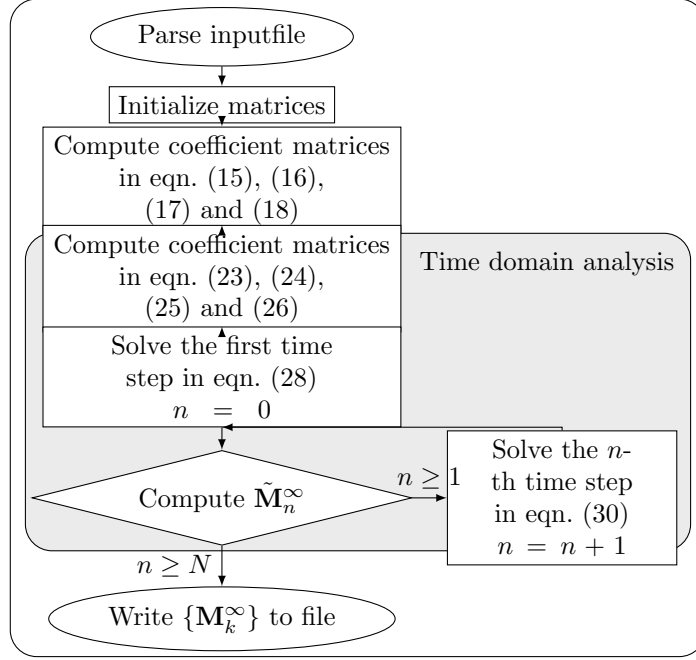 Parse inputfile
Initialize matrices
Compute coefficient matrices
in eqn. (15), (16),
(17) and (18)
Compute coefficient matrices
in eqn. (23), (24),
(25) and (26)
Time domain analysis
Solve the first time
step in eqn. (28)
n = 0
Solve the n-
th time step
in eqn. (30)
n = n + 1
n ≥ 1
Compute M̃_n^∞
n ≥ N
Write {M_k^∞} to file